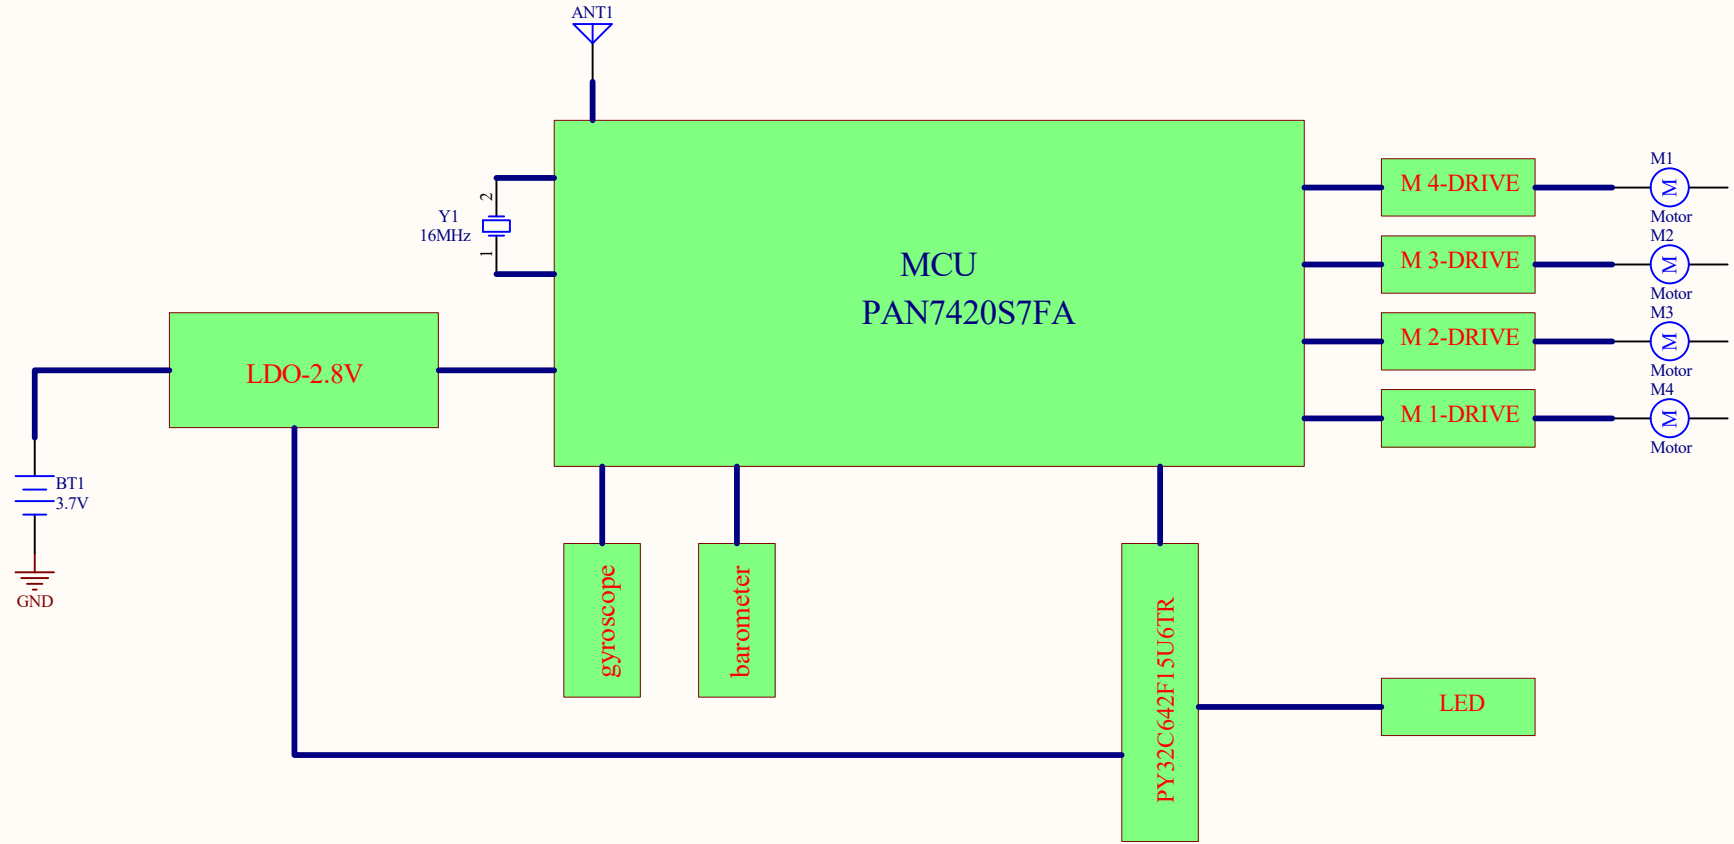 ANT1
2
Y1
16MHz
1
MCU
PAN7420S7FA
M 4-DRIVE
M1
M
Motor
M 3-DRIVE
M2
M
Motor
M 2-DRIVE
M3
M
Motor
M 1-DRIVE
M4
M
Motor
LDO-2.8V
BT1
3.7V
GND
gyroscope
barometer
PY32C642F15U6TR
LED